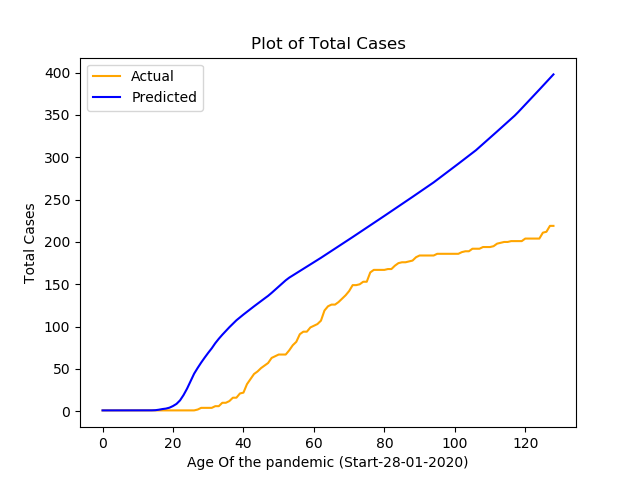 Plot of Total Cases
Actual
Predicted
400
350
300
250
200
150
100
50
0
Total Cases
0 20 40 60 80 100 120
Age Of the pandemic (Start-28-01-2020)